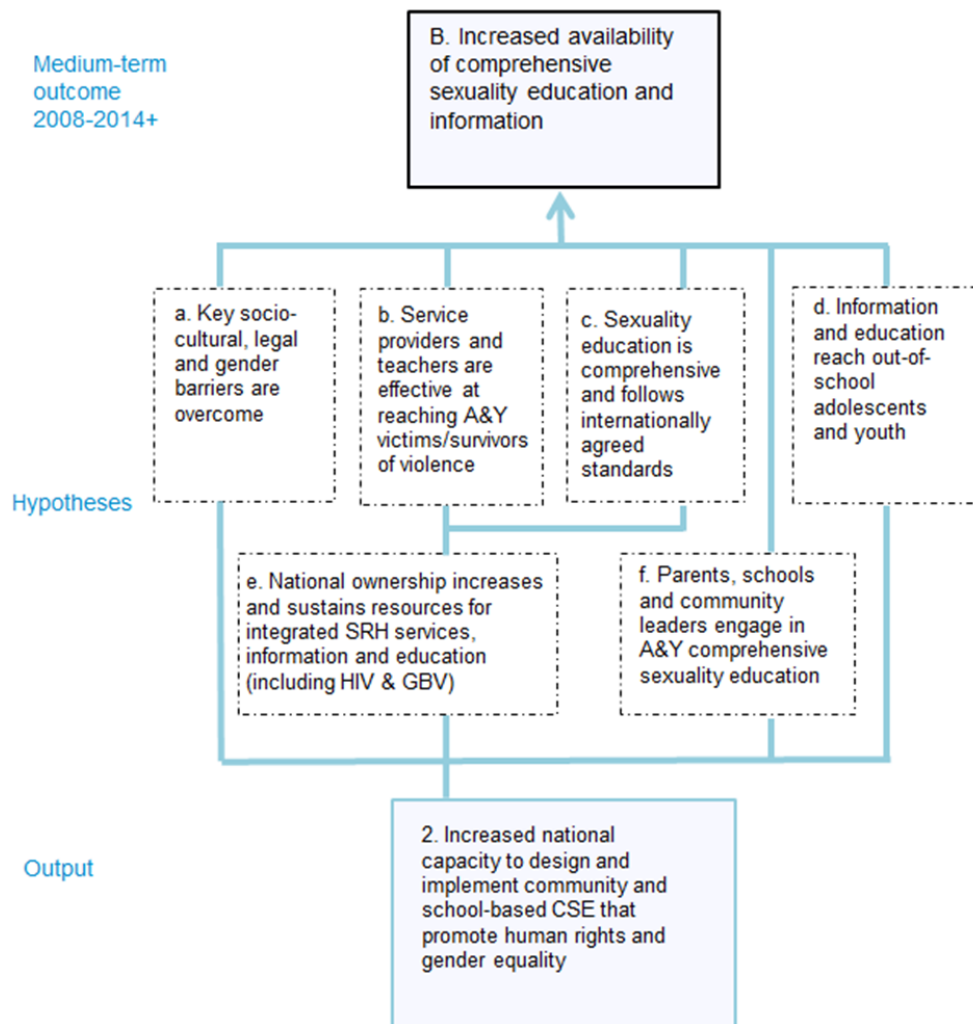 Medium-term
outcome
2008-2014+
B. Increased availability
of comprehensive
sexuality education and
information
a. Key socio-
cultural, legal
and gender
barriers are
overcome
b. Service
providers and
teachers are
effective at
reaching A&Y
victims/survivors
of violence
c. Sexuality
education is
comprehensive
and follows
internationally
agreed
standards
d. Information
and education
reach out-of-
school
adolescents
and youth
Hypotheses
e. National ownership increases
and sustains resources for
integrated SRH services,
information and education
(including HIV & GBV)
f. Parents, schools
and community
leaders engage in
A&Y comprehensive
sexuality education
Output
2. Increased national
capacity to design and
implement community and
school-based CSE that
promote human rights and
gender equality